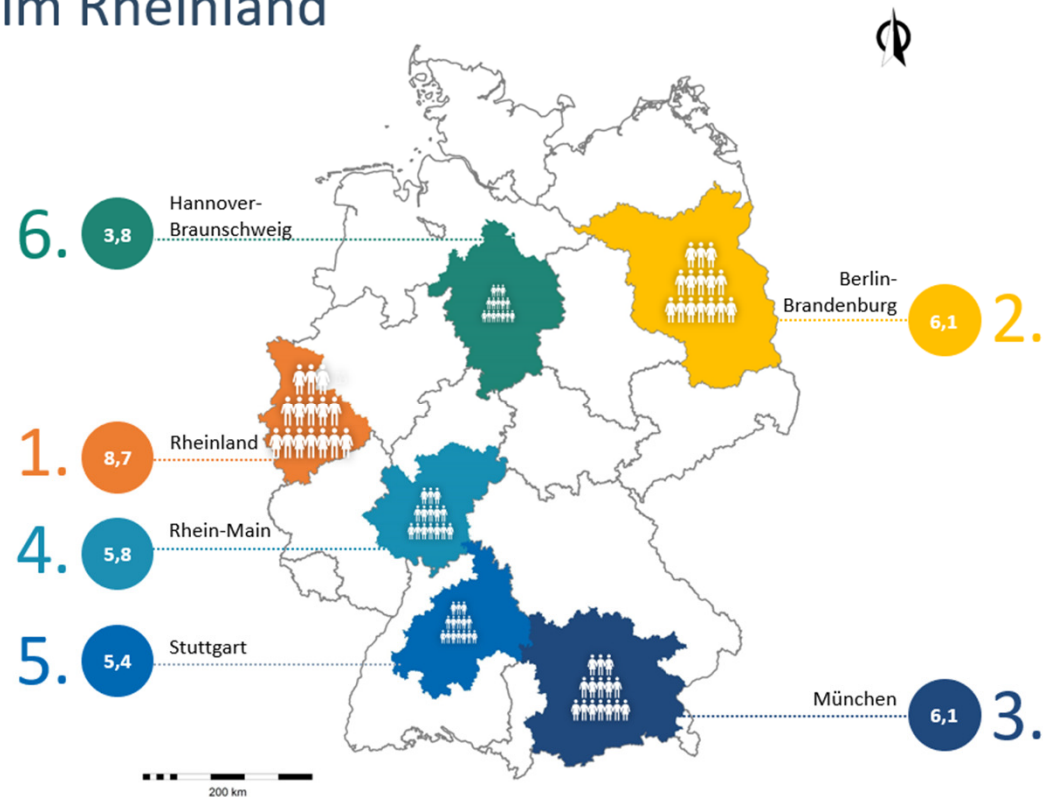 im Rheinland
6.
3,8
Hannover-
Braunschweig
Berlin-
Brandenburg
6,1
2.
1.
8,7
Rheinland
4.
5,8
Rhein-Main
5.
5,4
Stuttgart
München
6,1
3.
200 km